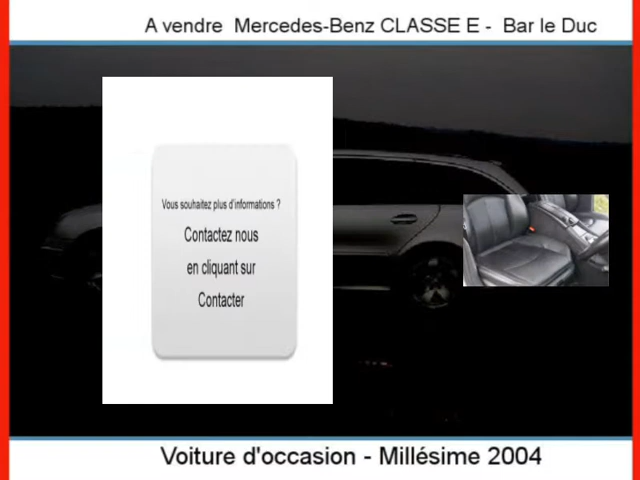 A vendre Mercedes-Benz CLASSE E - Bar le Duc
Vous souhaitez plus d'informations ?
Contactez nous
en cliquant sur
Contacter
Voiture d'occasion - Millésime 2004